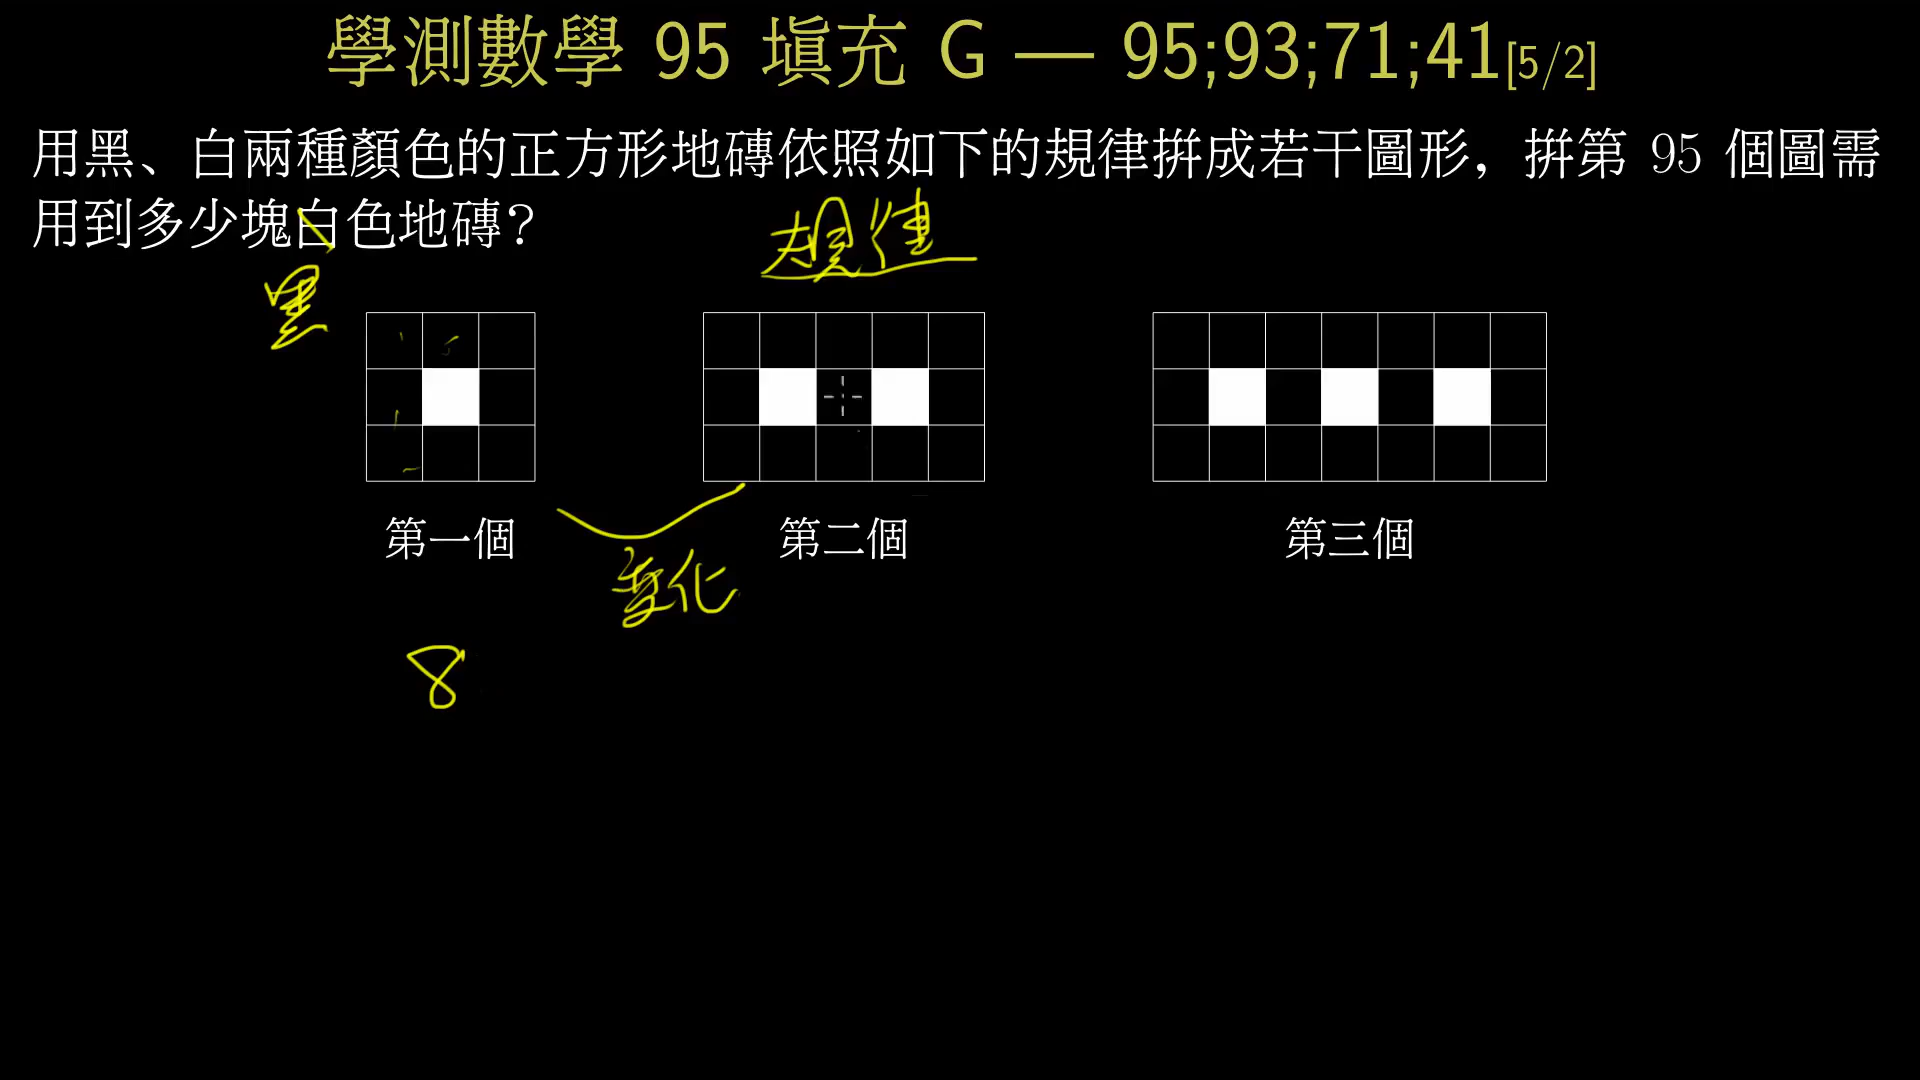 學測數學 95 塡充 G — 95;93;71;41[5/2]
用黑、白兩種顏色的正方形地磚依照如下的規律拼成若干圖形，拼第 95 個圖需
用到多少塊白色地磚？
規律
黑
第一個
第二個
第三個
变化
8